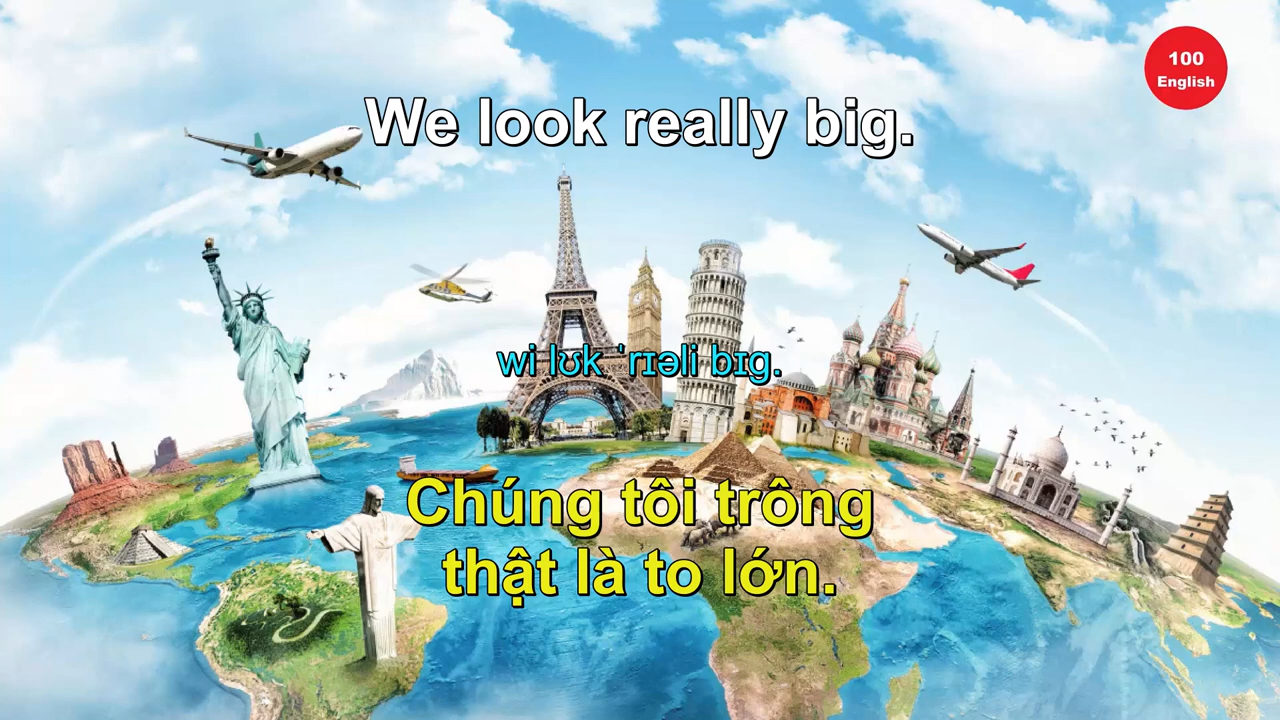 100
English
We look really big.
wi lʊk ˈrɪəli bɪg.
Chúng tôi trông
thật là to lớn.